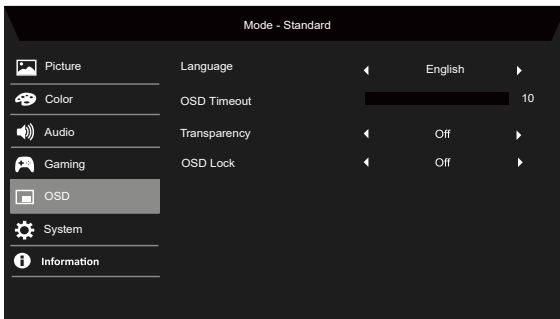 Mode - Standard
Picture
Color
Audio
Gaming
OSD
System
Information
Language English
OSD Timeout 10
Transparency Off
OSD Lock Off